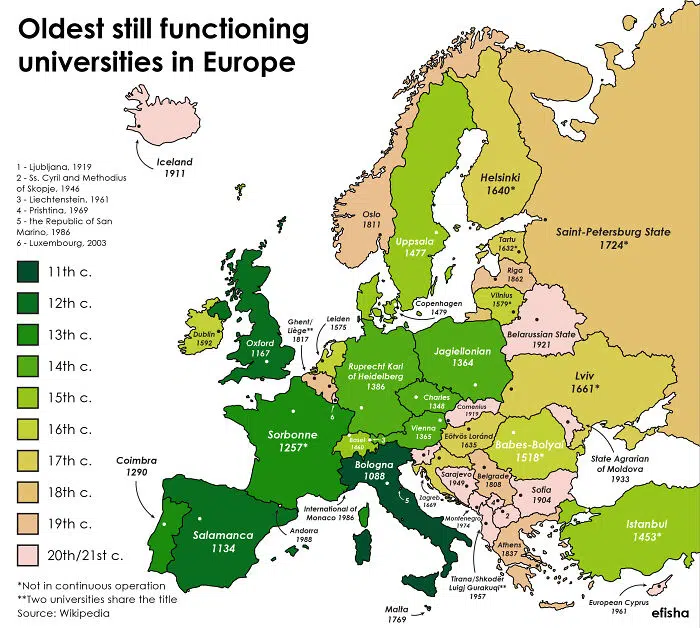 Oldest still functioning
universities in Europe
Iceland
1911
1 - Ljubljana, 1919
2 - Ss. Cyril and Methodius
of Skopje, 1946
3 - Liechtenstein, 1961
4 - Prishtina, 1969
5 - the Republic of San
Marino, 1986
6 - Luxembourg, 2003
11th c.
12th c.
13th c.
14th c.
15th c.
16th c.
17th c.
18th c.
19th c.
20th/21st c.
Helsinki
1640*
Oslo
1811
Uppsala
1477
Saint-Petersburg State
1724*
Tartu
1632*
Riga
1862
Vilnius
1579*
Belarussian State
1921
Copenhagen
1479
Leiden
1575
Ghent/
Liège**
1817
Dublin
1592
Oxford
1167
Ruprecht Karl
of Heidelberg
1386
Jagiellonian
1364
Lviv
1661*
Charles
1348
Comenius
1919
6
Vienna
1365
Eötvös Loránd
1635
Babes-Bolyai
1518*
Basel
1460
3
Sorbonne
1257*
Bologna
1088
1
State Agrarian
of Moldova
1933
Coimbra
1290
Salamanca
1134
International of
Monaco 1986
Andorra
1988
5
Zagreb
1669
Sarajevo
1949
Belgrade
1808
Sofia
1904
Montenegro
1974
4
2
Istanbul
1453*
Athens
1837
Tirana/Shkoder
Luigj Gurakuqi**
1957
Malta
1769
European Cyprus
1961
*Not in continuous operation
**Two universities share the title
Source: Wikipedia
efisha